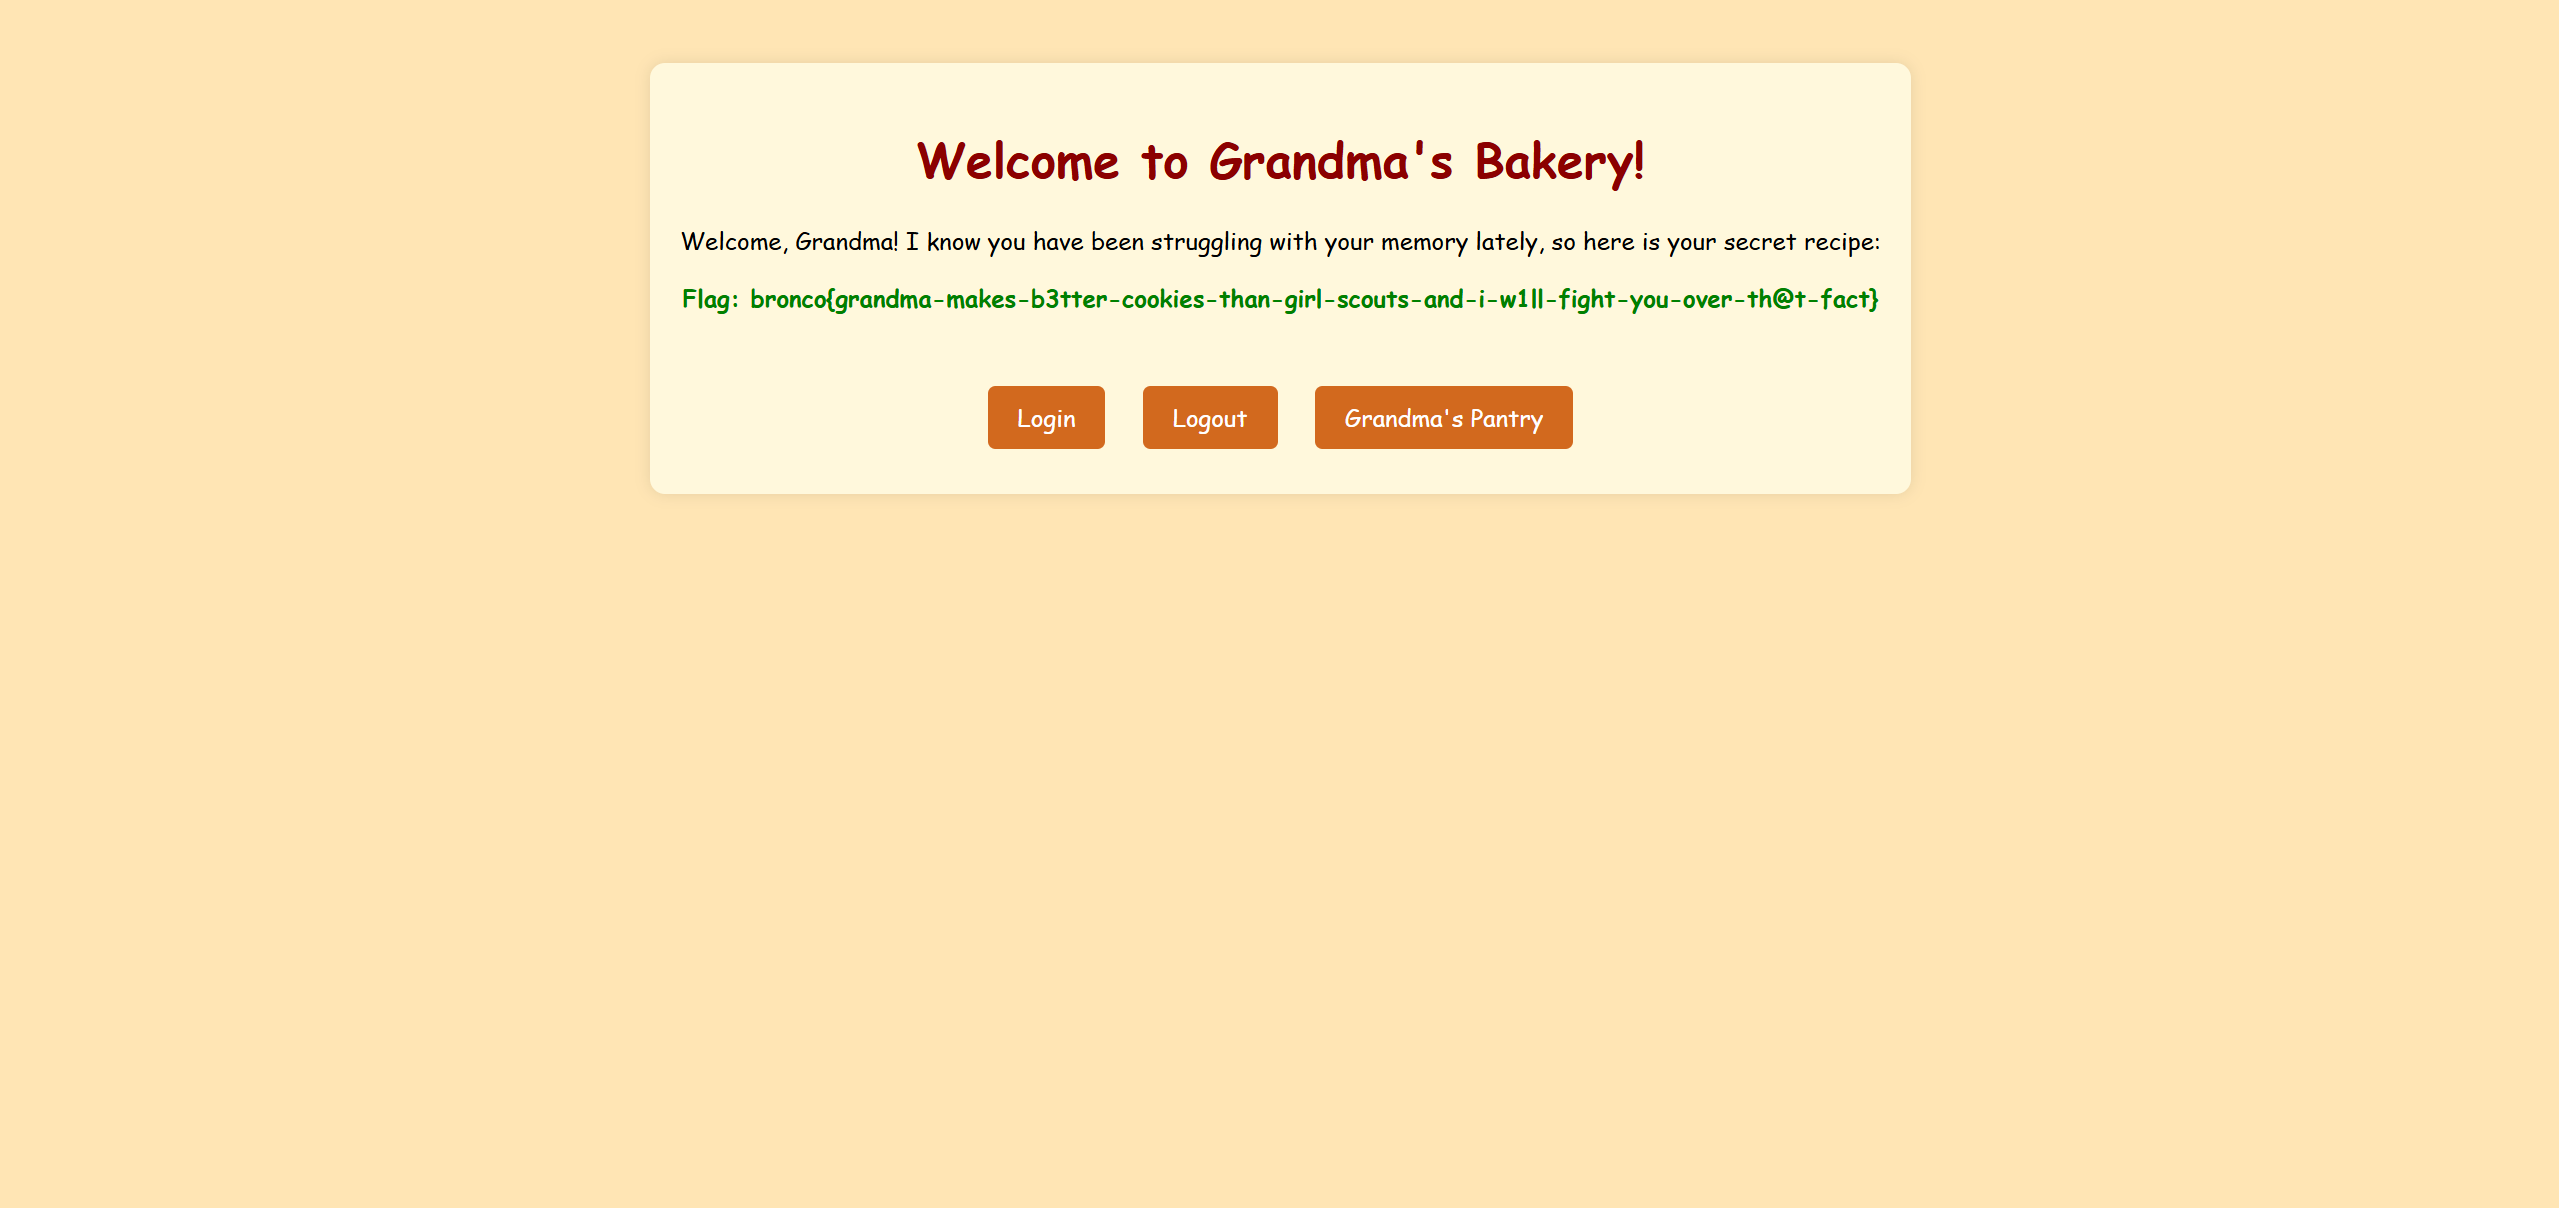 Welcome to Grandma's Bakery!
Welcome, Grandma! I know you have been struggling with your memory lately, so here is your secret recipe:
Flag: bronco{grandma-makes-b3tter-cookies-than-girl-scouts-and-i-w1ll-fight-you-over-th@t-fact}
Login Logout Grandma's Pantry